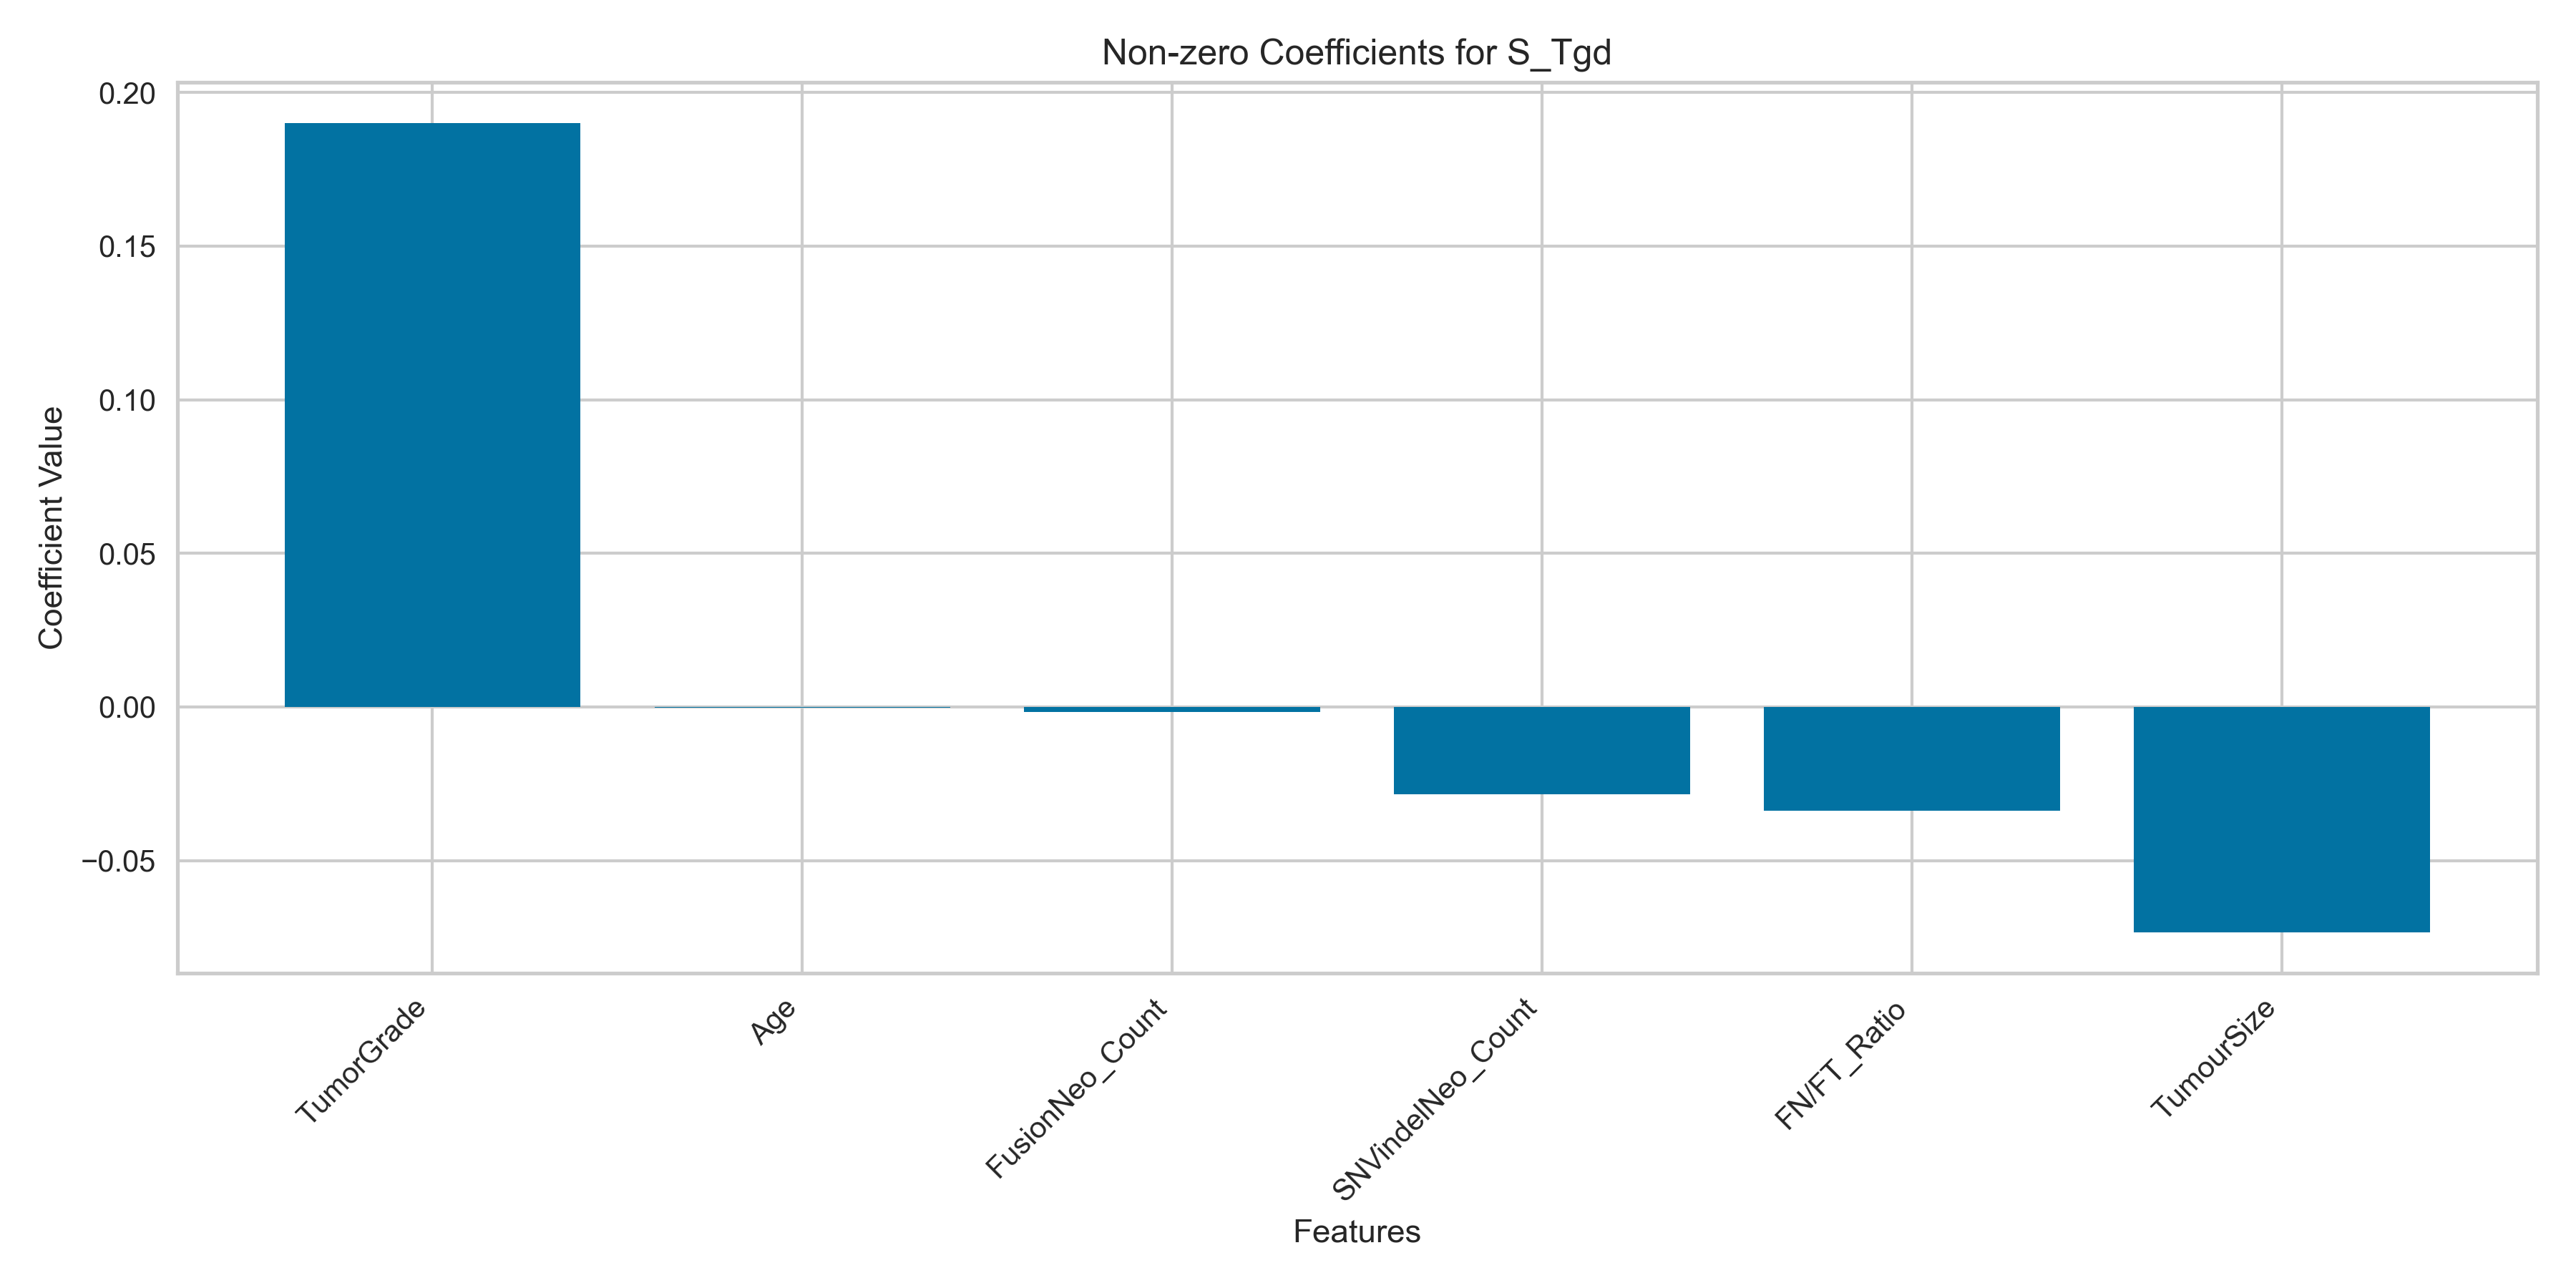 Non-zero Coefficients for S_Tgd
Coefficient Value
0.20
0.15
0.10
0.05
0.00
−0.05
TumorGrade
Age
FusionNeo_Count
SNVindelNeo_Count
FN/FT_Ratio
TumourSize
Features